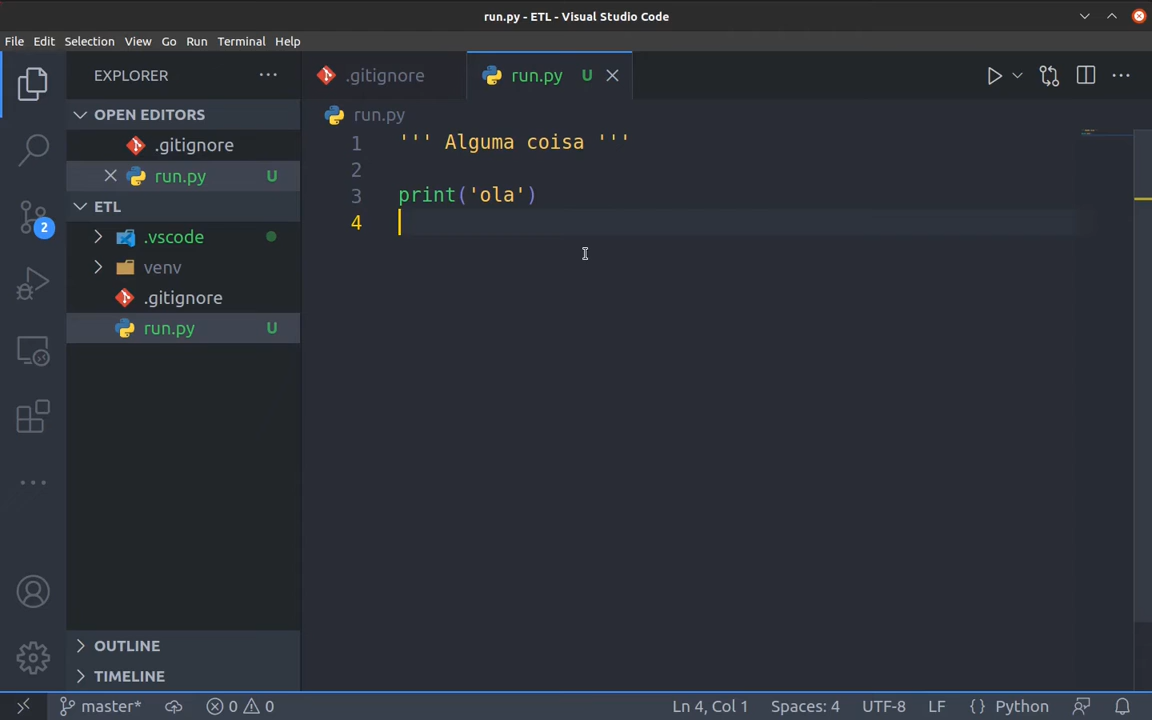 run.py - ETL - Visual Studio Code
File Edit Selection View Go Run Terminal Help
EXPLORER
OPEN EDITORS
.gitignore
run.py U
ETL
.vscode
venv
.gitignore
run.py U
OUTLINE
TIMELINE
.gitignore run.py U
run.py
1 ''' Alguma coisa '''
2
3 print('ola')
4
2
master* 0 0 Ln 4, Col 1 Spaces: 4 UTF-8 LF {} Python